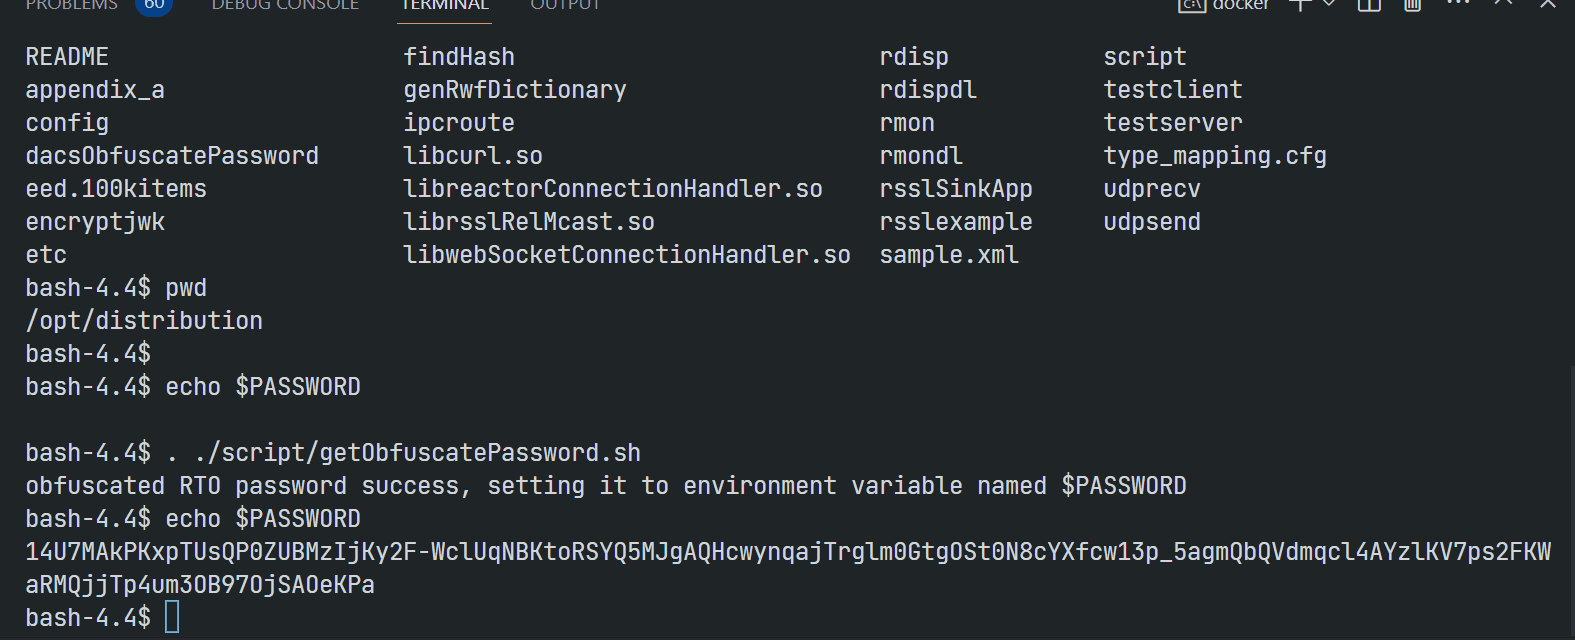 PROBLEMS 60 DEBUG CONSOLE TERMINAL OUTPUT docker
README findHash rdisp script
appendix_a genRwfDictionary rdispdl testclient
config ipcroute rmon testserver
dacsObfuscatePassword libcurl.so rmondl type_mapping.cfg
eed.100kitems libreactorConnectionHandler.so rsslSinkApp udprecv
encryptjwk librsslRelMcast.so rsslexample udpsend
etc libwebSocketConnectionHandler.so sample.xml
bash-4.4$ pwd
/opt/distribution
bash-4.4$
bash-4.4$ echo $PASSWORD
bash-4.4$ . ./script/getObfuscatePassword.sh
obfuscated RTO password success, setting it to environment variable named $PASSWORD
bash-4.4$ echo $PASSWORD
14U7MAkPKxpTUsQP0ZUBMzIjKy2F-WclUqNBKtoRSYQ5MJgAQHcwynqajTrglm0GtgOSt0N8cYXfcw13p_5agmQbQVdmqcl4AYzlKV7ps2FKW
aRMQjjTp4um3OB97OjSAOeKPa
bash-4.4$